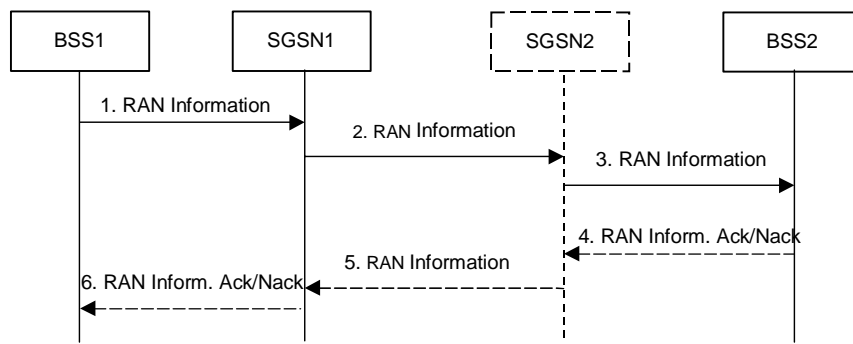 BSS1
SGSN1
SGSN2
BSS2
1. RAN Information
2. RAN Information
3. RAN Information
4. RAN Inform. Ack/Nack
5. RAN Information
6. RAN Inform. Ack/Nack